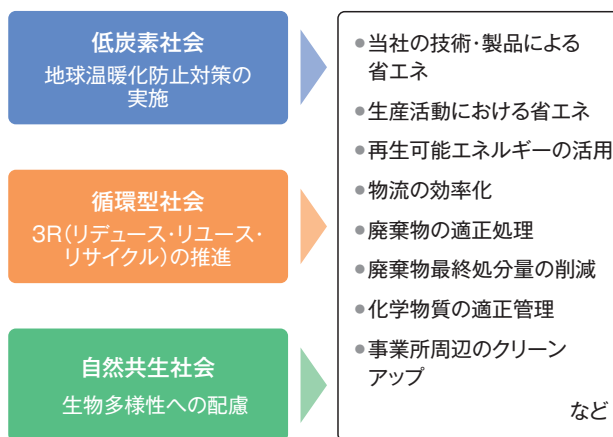 低炭素社会
地球温暖化防止対策の
実施
循環型社会
3R(リデュース・リユース・
リサイクル)の推進
自然共生社会
生物多様性への配慮
●当社の技術・製品による
省エネ
●生産活動における省エネ
●再生可能エネルギーの活用
●物流の効率化
●廃棄物の適正処理
●廃棄物最終処分量の削減
●化学物質の適正管理
●事業所周辺のクリーン
アップ
など